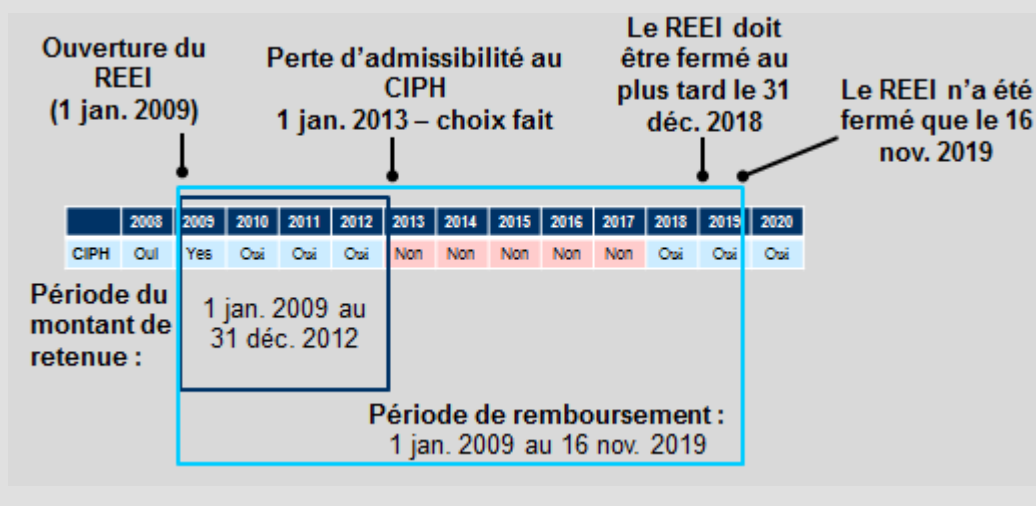 Ouverture du
REEI
(1 jan. 2009)
Perte d'admissibilité au
CIPH
1 jan. 2013 – choix fait
Le REEI doit
être fermé au
plus tard le 31
déc. 2018
Le REEI n'a été
fermé que le 16
nov. 2019
2008 2009 2010 2011 2012 2013 2014 2015 2016 2017 2018 2019 2020
CIPH Oui Yes Oui Oui Oui Non Non Non Non Non Oui Oui Oui
Période du
montant de
retenue :
1 jan. 2009 au
31 déc. 2012
Période de remboursement :
1 jan. 2009 au 16 nov. 2019